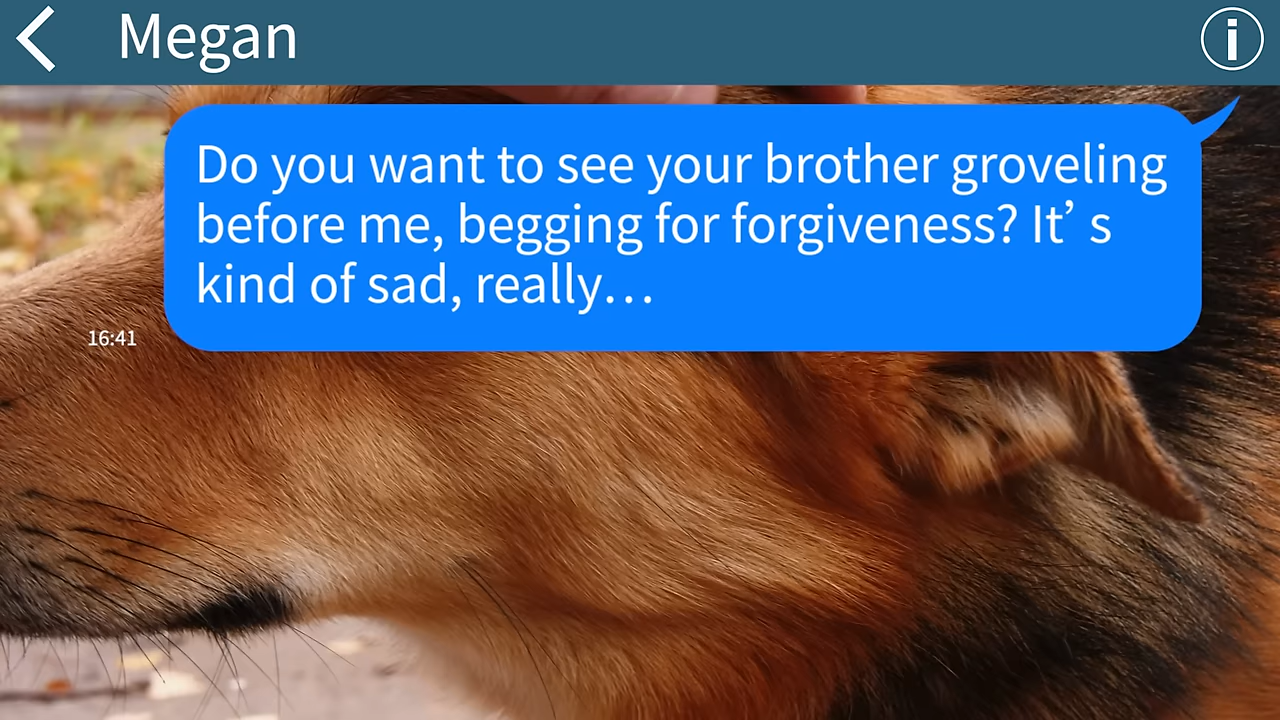 Megan
Do you want to see your brother groveling
before me, begging for forgiveness? It’s
kind of sad, really…
16:41